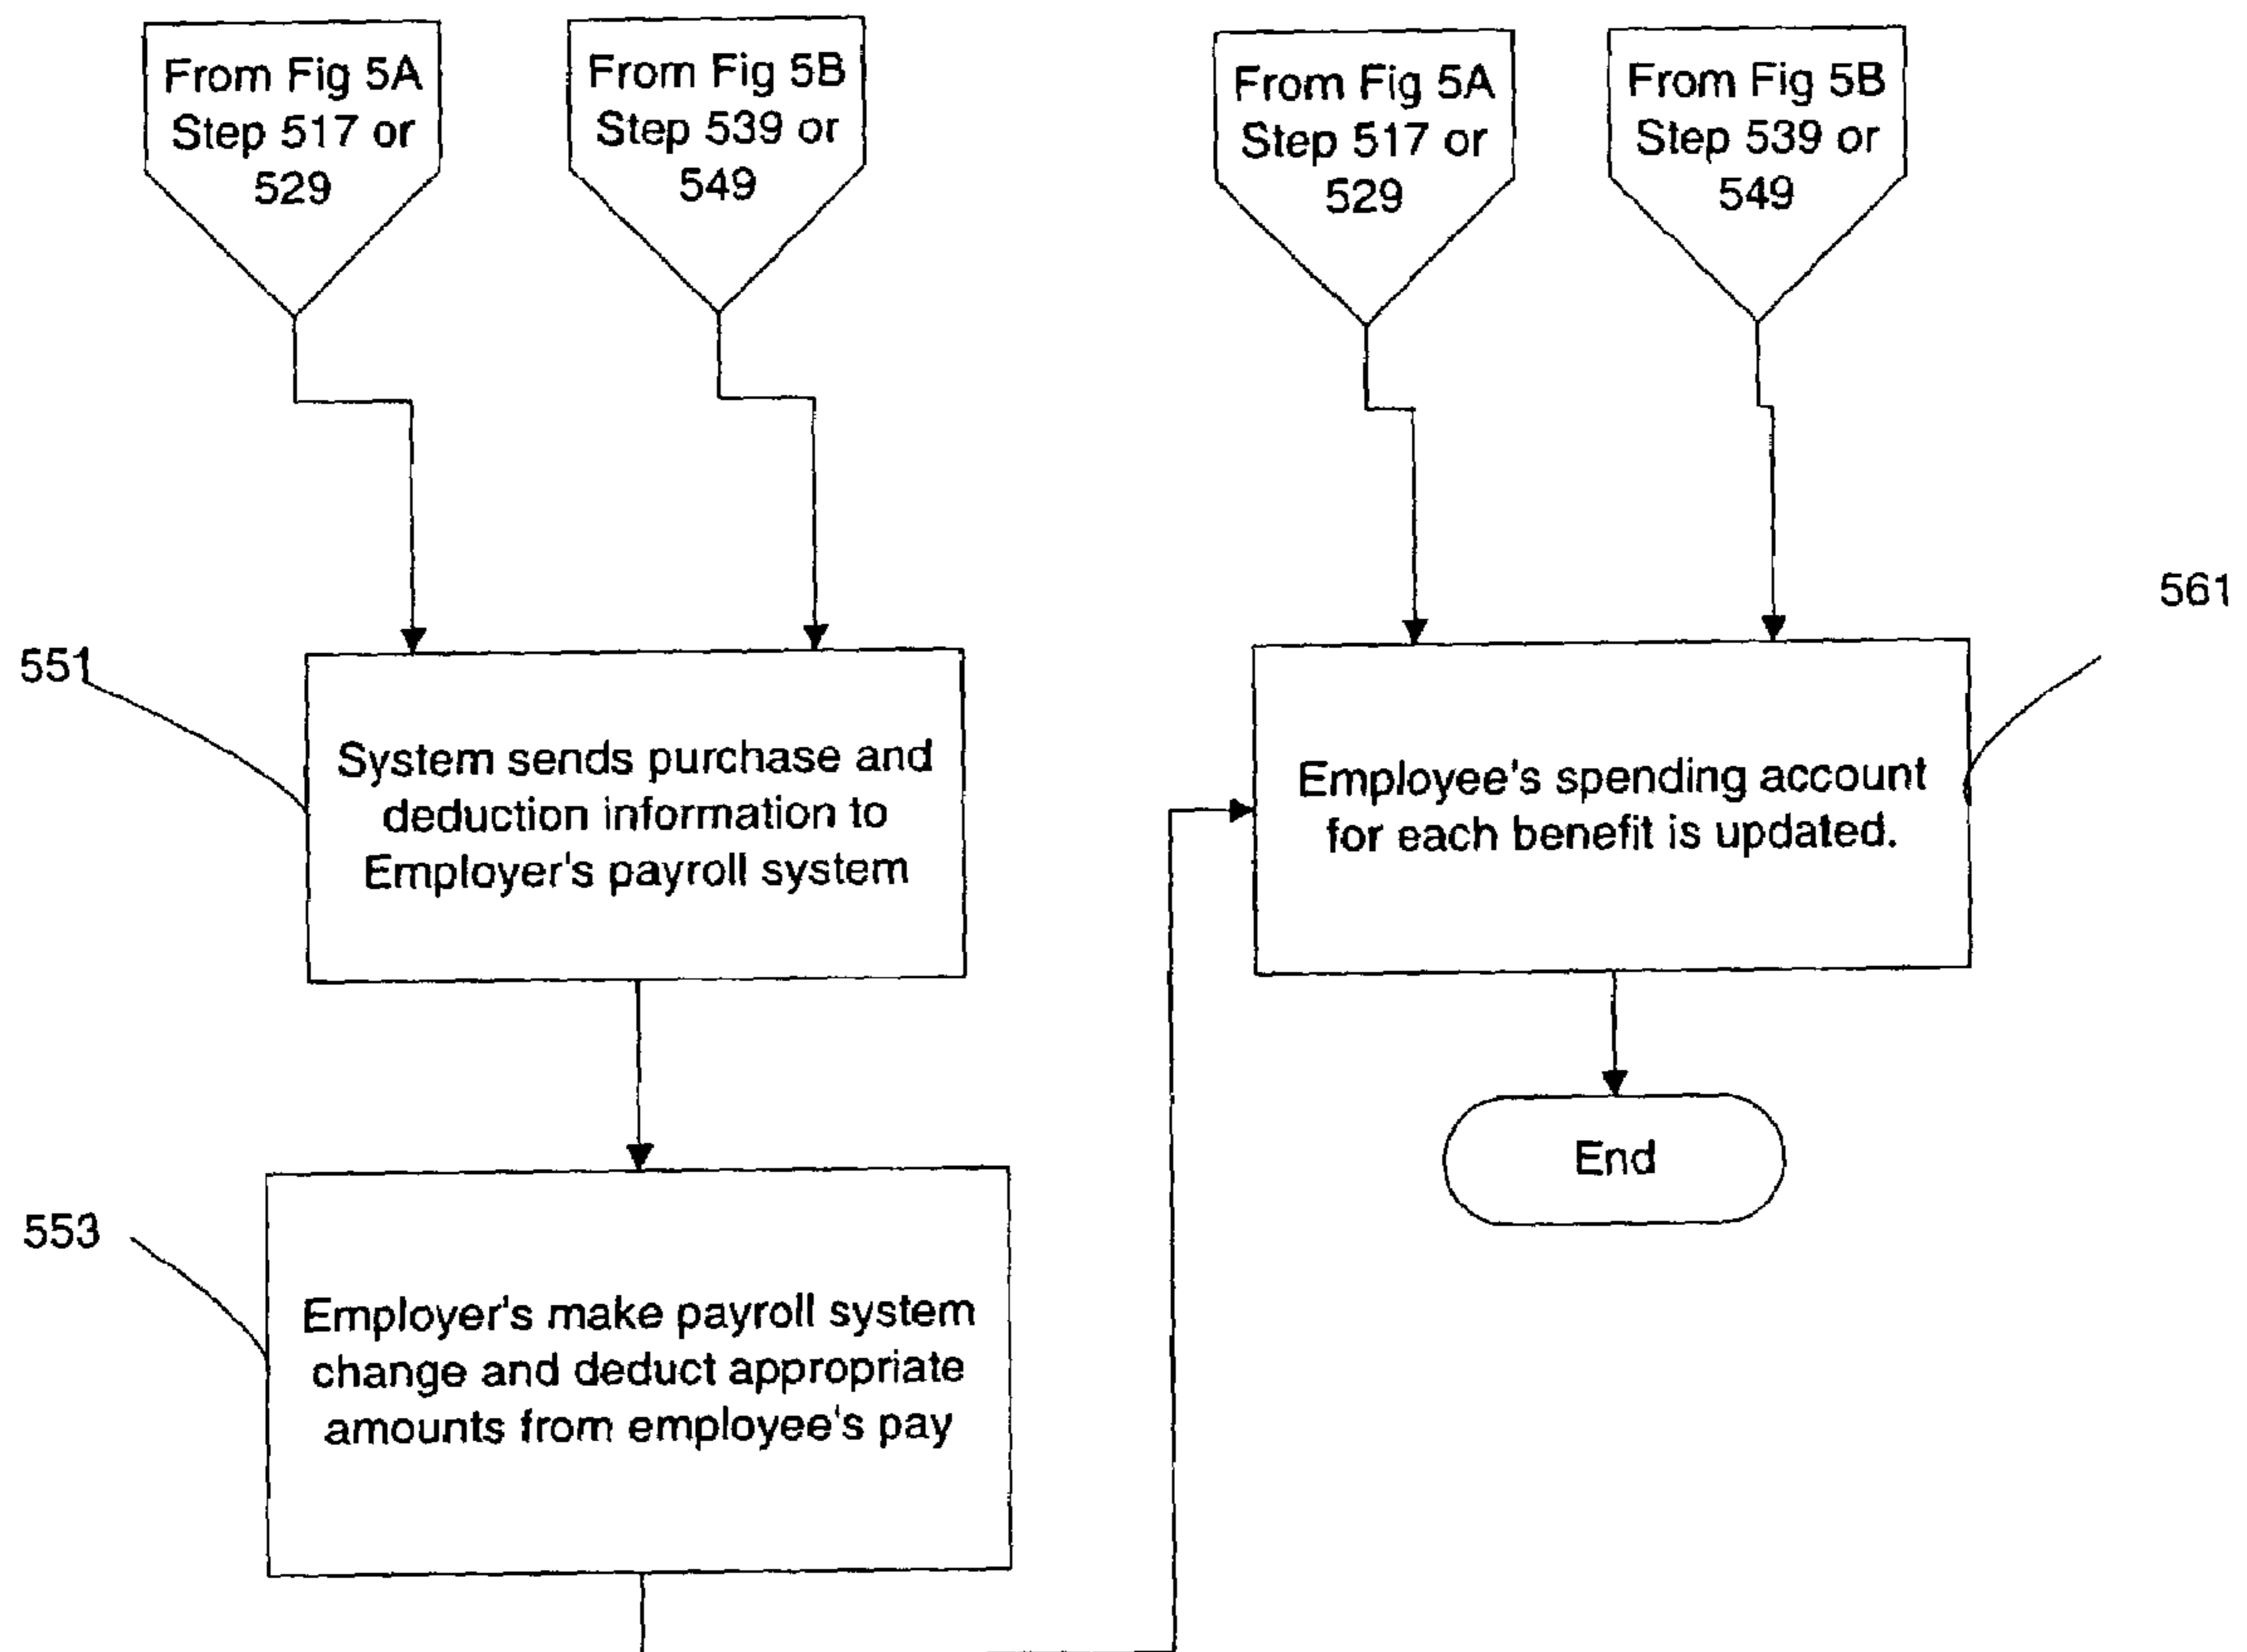 From Fig 5A
Step 517 or
529
From Fig 5B
Step 539 or
549
From Fig 5A
Step 517 or
529
From Fig 5B
Step 539 or
549
551
System sends purchase and
deduction information to
Employer's payroll system
561
Employee's spending account
for each benefit is updated.
End
553
Employer's make payroll system
change and deduct appropriate
amounts from employee's pay